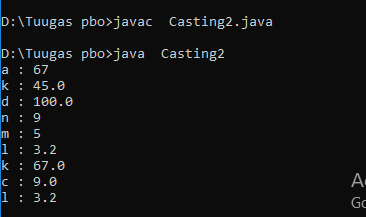 D:\Tuugas pbo>javac  Casting2.java
D:\Tuugas pbo>java  Casting2
a : 67
k : 45.0
d : 100.0
n : 9
m : 5
l : 3.2
k : 67.0
c : 9.0
l : 3.2